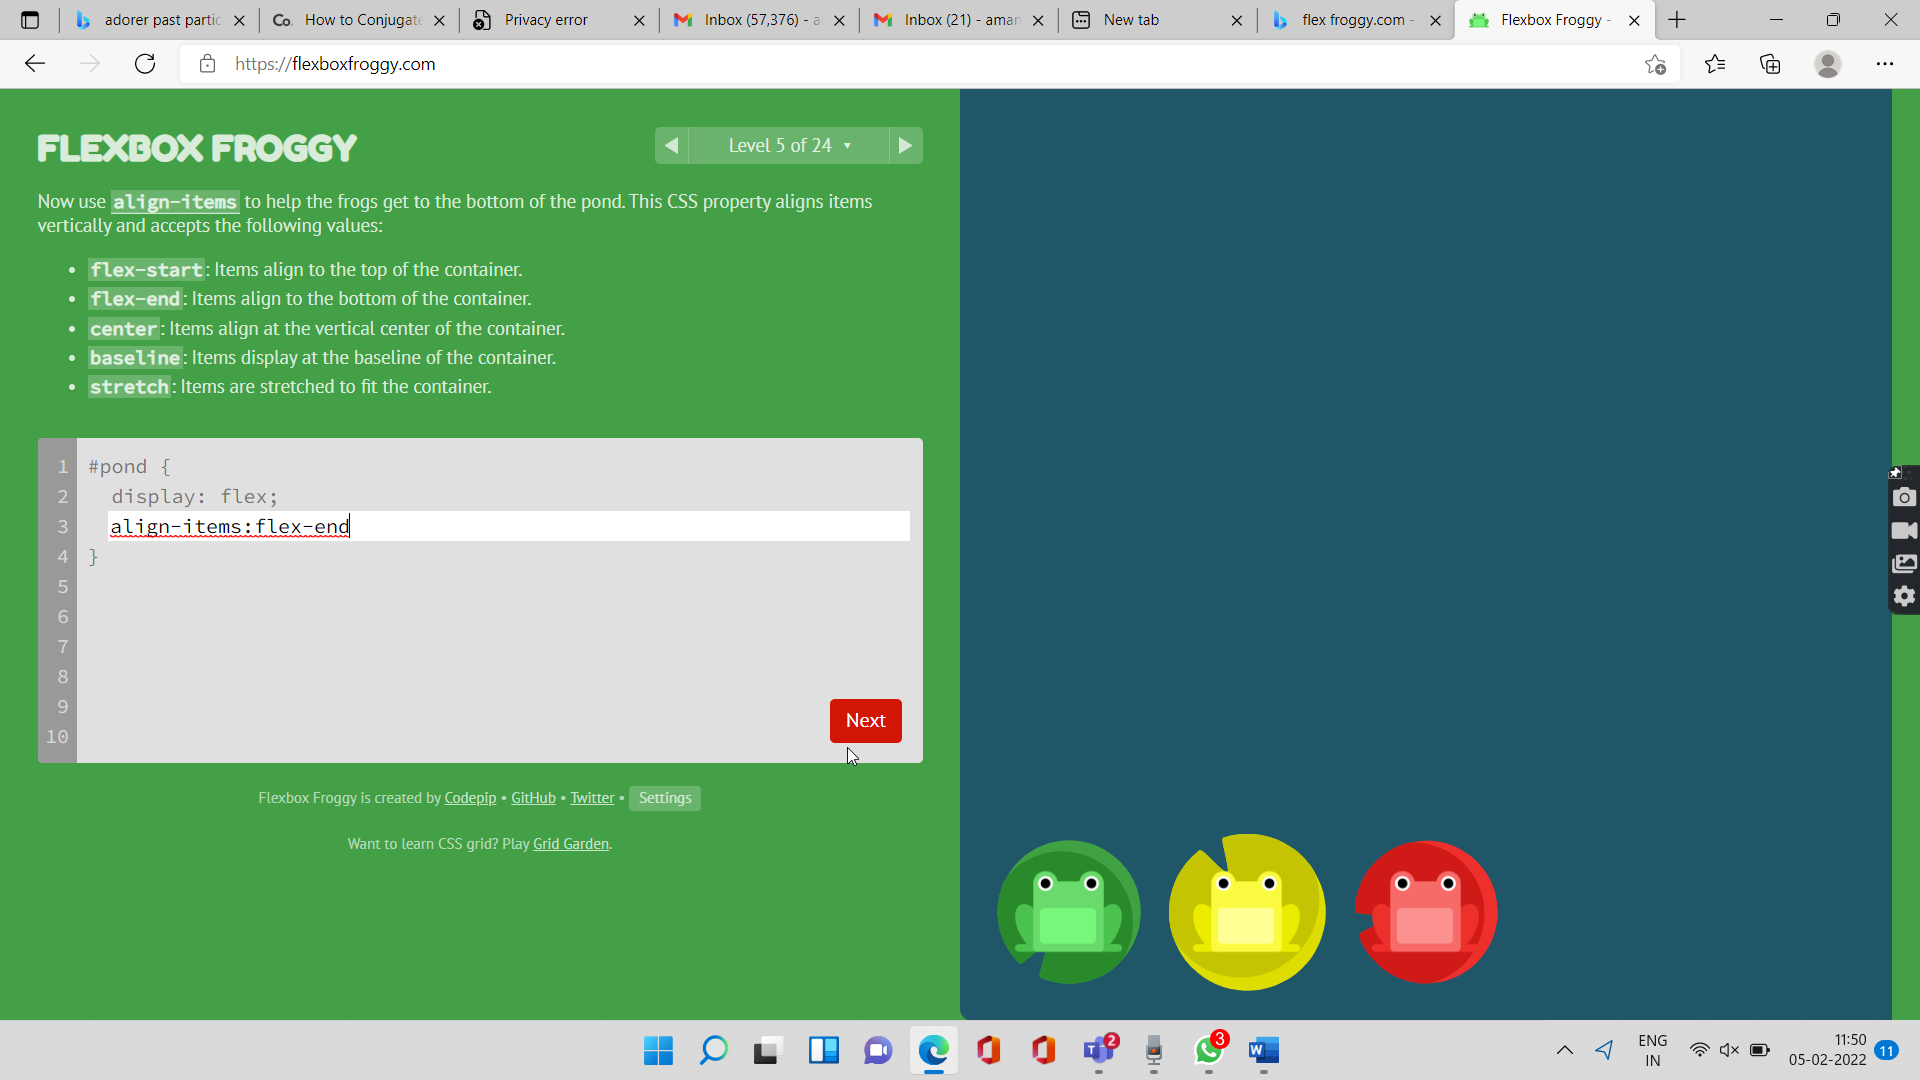 adorer past partic
How to Conjugate
Privacy error
Inbox (57,376) - a
Inbox (21) - aman
New tab
flex froggy.com -
Flexbox Froggy -
https://flexboxfroggy.com
FLEXBOX FROGGY
Level 5 of 24
Now use align-items to help the frogs get to the bottom of the pond. This CSS property aligns items
vertically and accepts the following values:
• flex-start: Items align to the top of the container.
• flex-end: Items align to the bottom of the container.
• center: Items align at the vertical center of the container.
• baseline: Items display at the baseline of the container.
• stretch: Items are stretched to fit the container.
1 #pond {
2 display: flex;
3 align-items:flex-end
4 }
5
6
7
8
9
10
Next
Flexbox Froggy is created by Codepip • GitHub • Twitter • Settings
Want to learn CSS grid? Play Grid Garden.
2
3
ENG
IN
11:50
05-02-2022
11